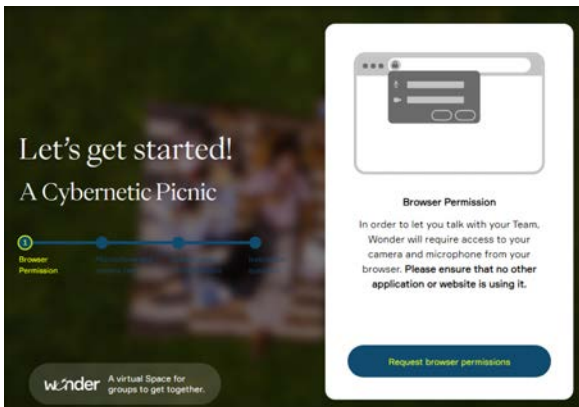 Let's get started!
A Cybernetic Picnic
1
Browser
Permission
wonder
A virtual Space for
groups to get together.
Browser Permission
In order to let you talk with your Team,
Wonder will require access to your
camera and microphone from your
browser. Please ensure that no other
application or website is using it.
Request browser permissions